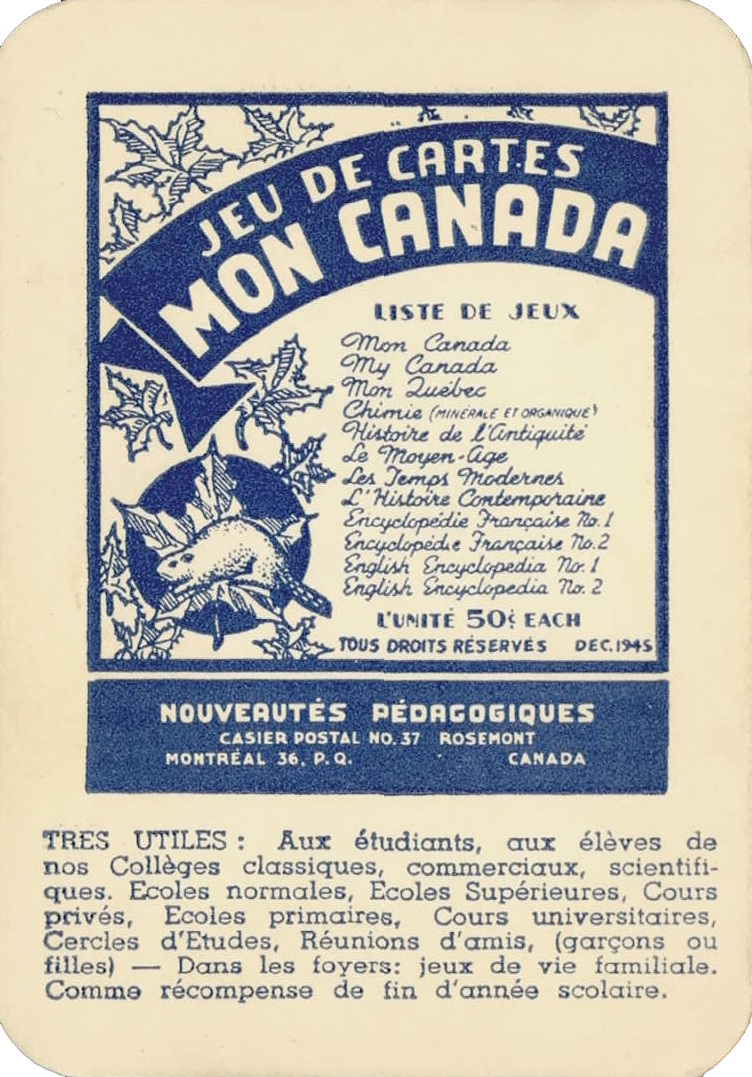 JEU DE CARTES
MON CANADA
LISTE DE JEUX
Mon Canada
My Canada
Mon Québec
Chimie (MINÉRALE ET ORGANIQUE)
Histoire de l'Antiquité
Le Moyen-Age
Les Temps Modernes
L'Histoire Contemporaine
Encyclopédie Française No. 1
Encyclopédie Française No. 2
English Encyclopedia No. 1
English Encyclopedia No. 2
L'UNITÉ 50¢ EACH
TOUS DROITS RÉSERVÉS DEC. 1945
NOUVEAUTÉS PÉDAGOGIQUES
CASIER POSTAL NO. 37 ROSEMONT
MONTRÉAL 36, P.Q. CANADA
TRES UTILES : Aux étudiants, aux élèves de
nos Collèges classiques, commerciaux, scientifi-
ques. Ecoles normales, Ecoles Supérieures, Cours
privés, Ecoles primaires, Cours universitaires,
Cercles d'Etudes, Réunions d'amis, (garçons ou
filles) — Dans les foyers: jeux de vie familiale.
Comme récompense de fin d'année scolaire.